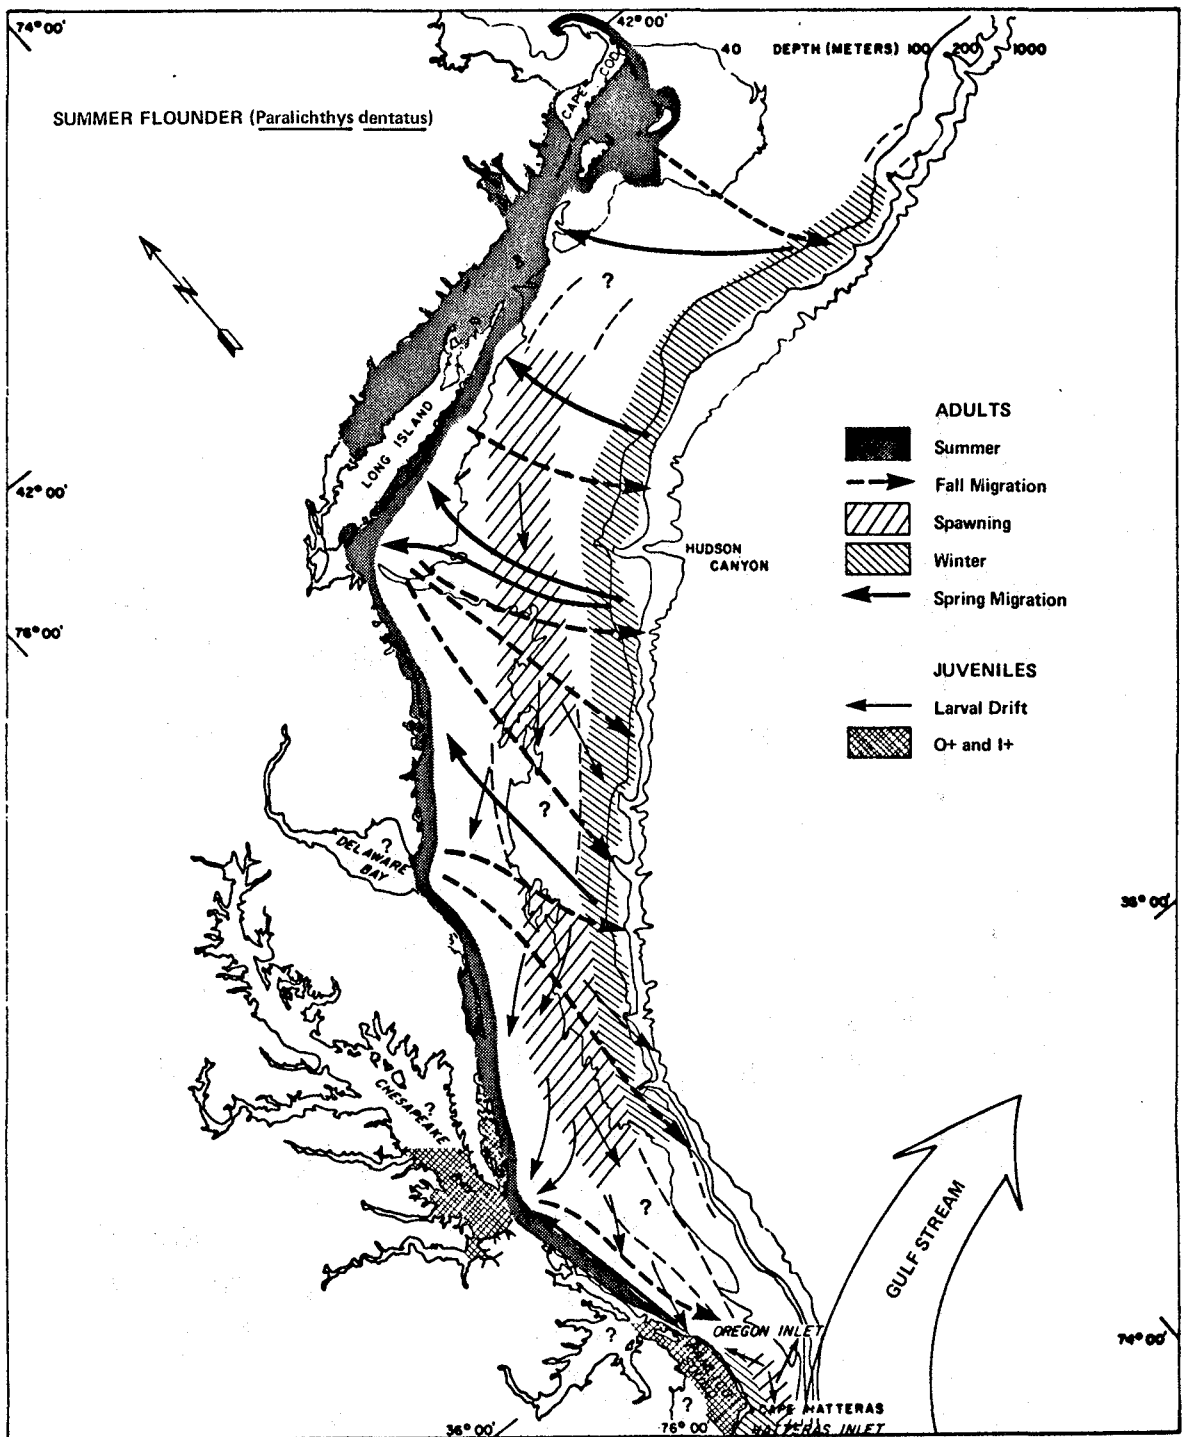 74°00'
42°00'
40 DEPTH (METERS) 100 200 1000
CAPE COD
SUMMER FLOUNDER (Paralichthys dentatus)
N
?
ADULTS
Summer
Fall Migration
Spawning
Winter
Spring Migration
JUVENILES
Larval Drift
O+ and I+
LONG ISLAND
42°00'
HUDSON
CANYON
76°00'
?
?
DELAWARE
BAY
38°00'
CHESAPEAKE
?
?
GULF STREAM
OREGON INLET
74°00'
?
?
CAPE HATTERAS
HATTERAS INLET
36°00'
76°00'